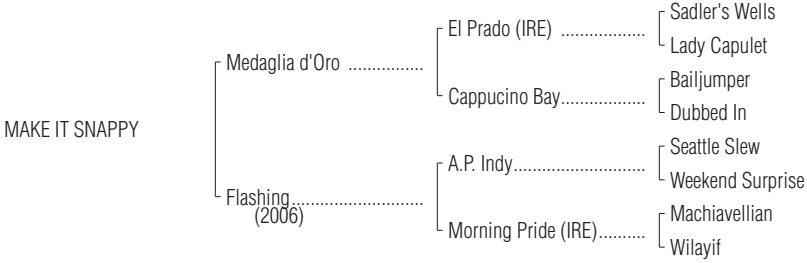 Sadler's Wells
El Prado (IRE) ..................
Lady Capulet
Medaglia d'Oro ................
Bailjumper
Cappucino Bay..................
Dubbed In
MAKE IT SNAPPY
Seattle Slew
A.P. Indy............................
Weekend Surprise
Flashing............................
(2006)
Machiavellian
Morning Pride (IRE)..........
Wilayif